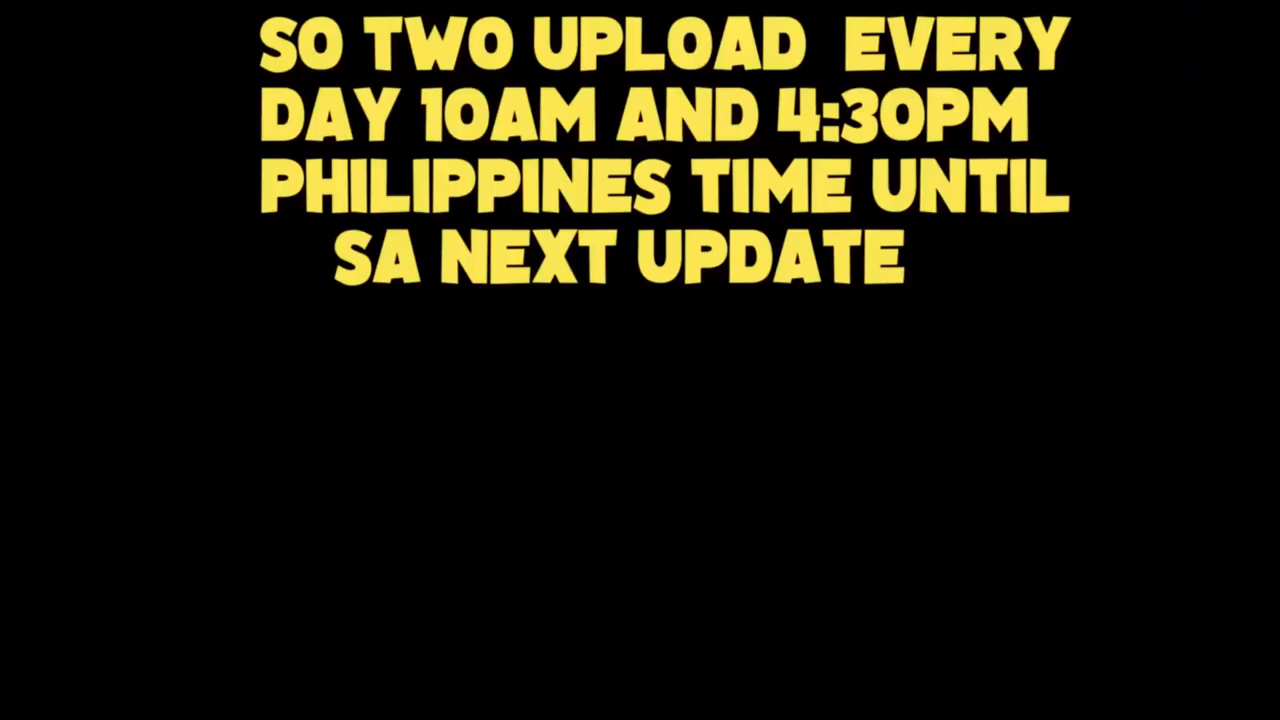 SO TWO UPLOAD  EVERY
DAY 10AM AND 4:30PM
PHILIPPINES TIME UNTIL
SA NEXT UPDATE